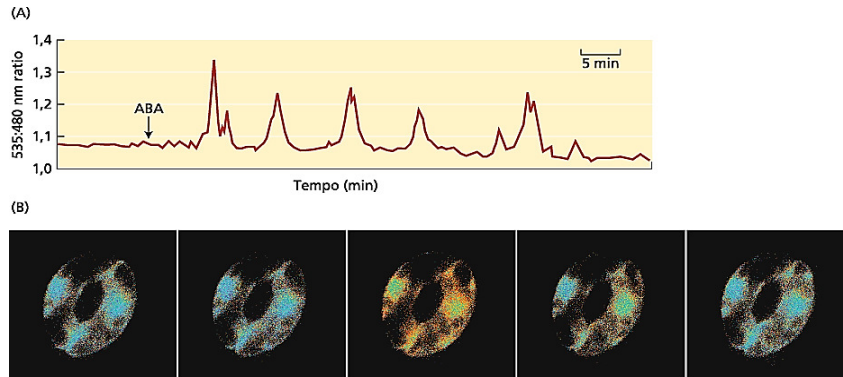 (A)
1,4
1,3
1,2
1,1
1,0
535:480 nm ratio
ABA
5 min
Tempo (min)
(B)